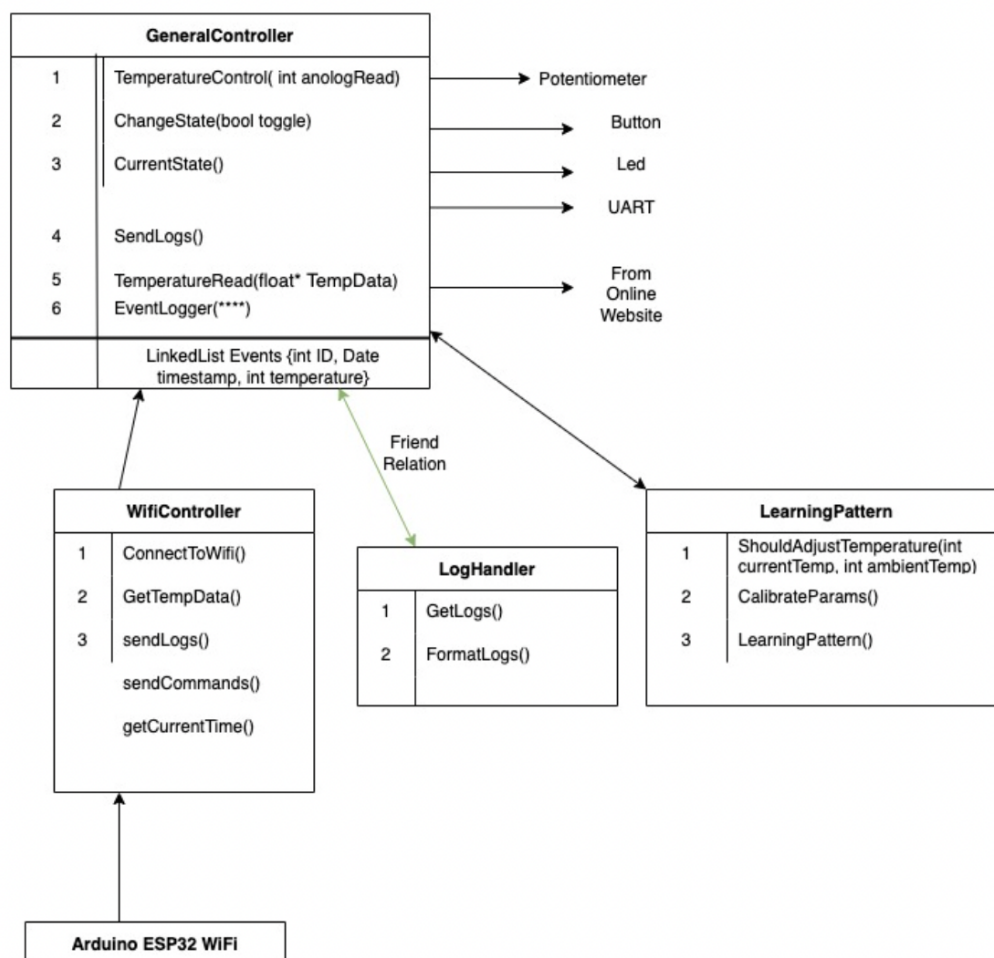 GeneralController
1 TemperatureControl( int anologRead)
Potentiometer
2 ChangeState(bool toggle)
Button
3 CurrentState()
Led
UART
4 SendLogs()
5 TemperatureRead(float* TempData)
From
Online
Website
6 EventLogger(****)
LinkedList Events {int ID, Date
timestamp, int temperature}
Friend
Relation
WifiController
1 ConnectToWifi()
2 GetTempData()
3 sendLogs()
sendCommands()
getCurrentTime()
LogHandler
1 GetLogs()
2 FormatLogs()
LearningPattern
1 ShouldAdjustTemperature(int
currentTemp, int ambientTemp)
2 CalibrateParams()
3 LearningPattern()
Arduino ESP32 WiFi